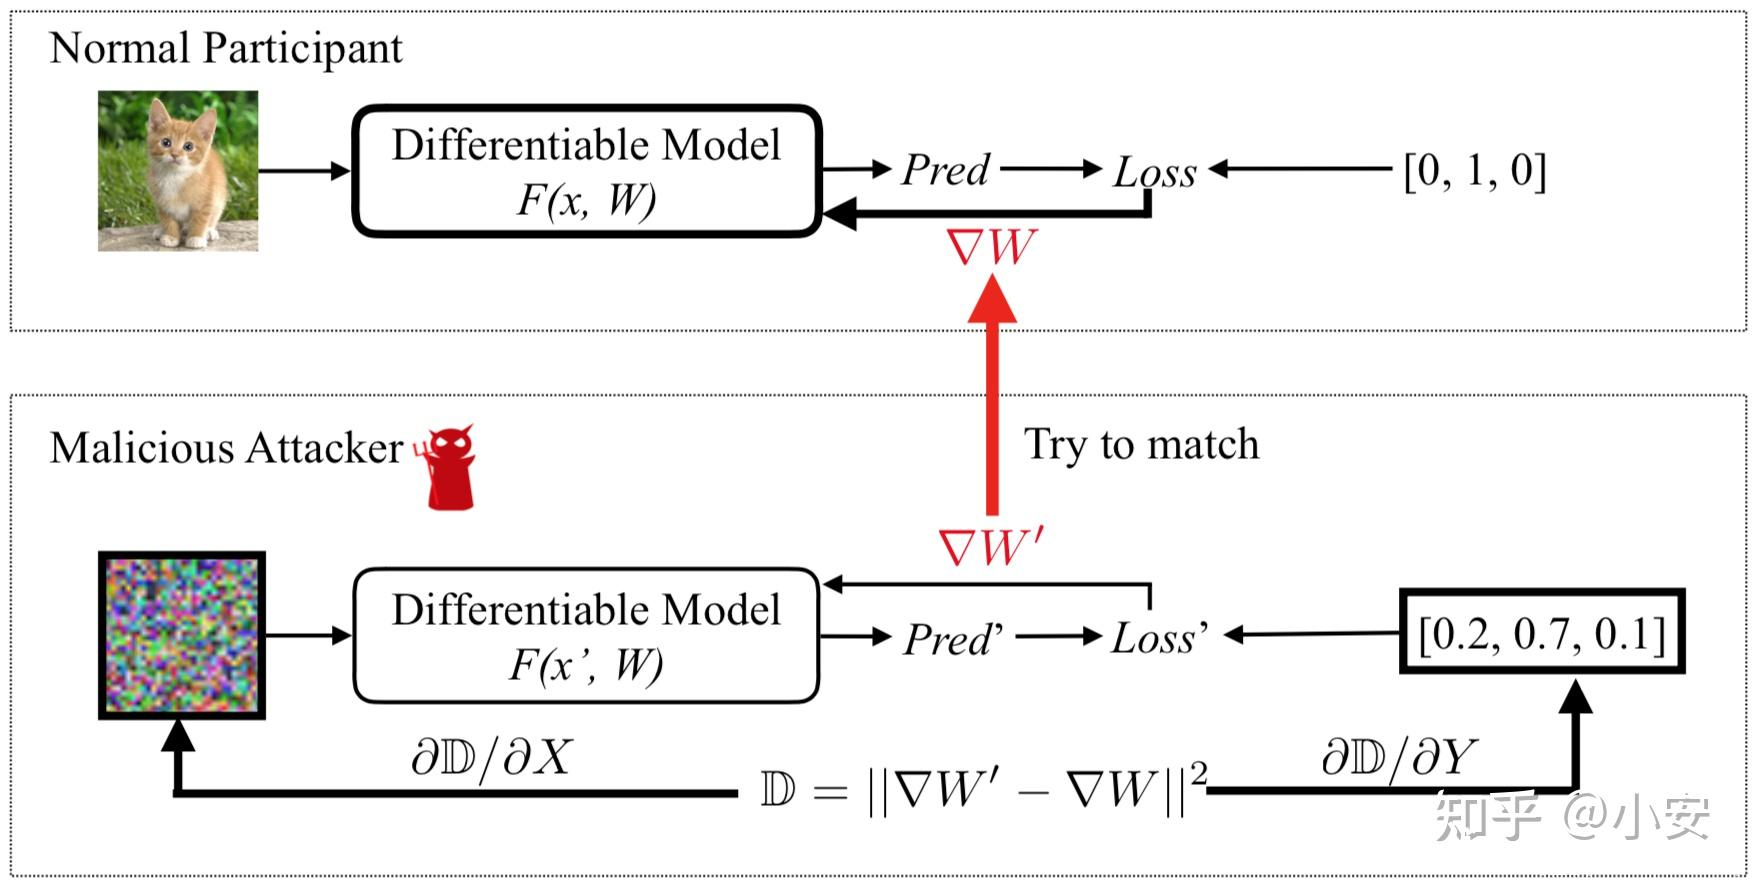 Normal Participant
Differentiable Model
F(x, W)
Pred
Loss
[0, 1, 0]
∇W
Malicious Attacker
Try to match
∇W′
Differentiable Model
F(x’, W)
Pred’
Loss’
[0.2, 0.7, 0.1]
∂𝔻/∂X
𝔻 = ||∇W′ − ∇W||²
∂𝔻/∂Y
知乎 @小安